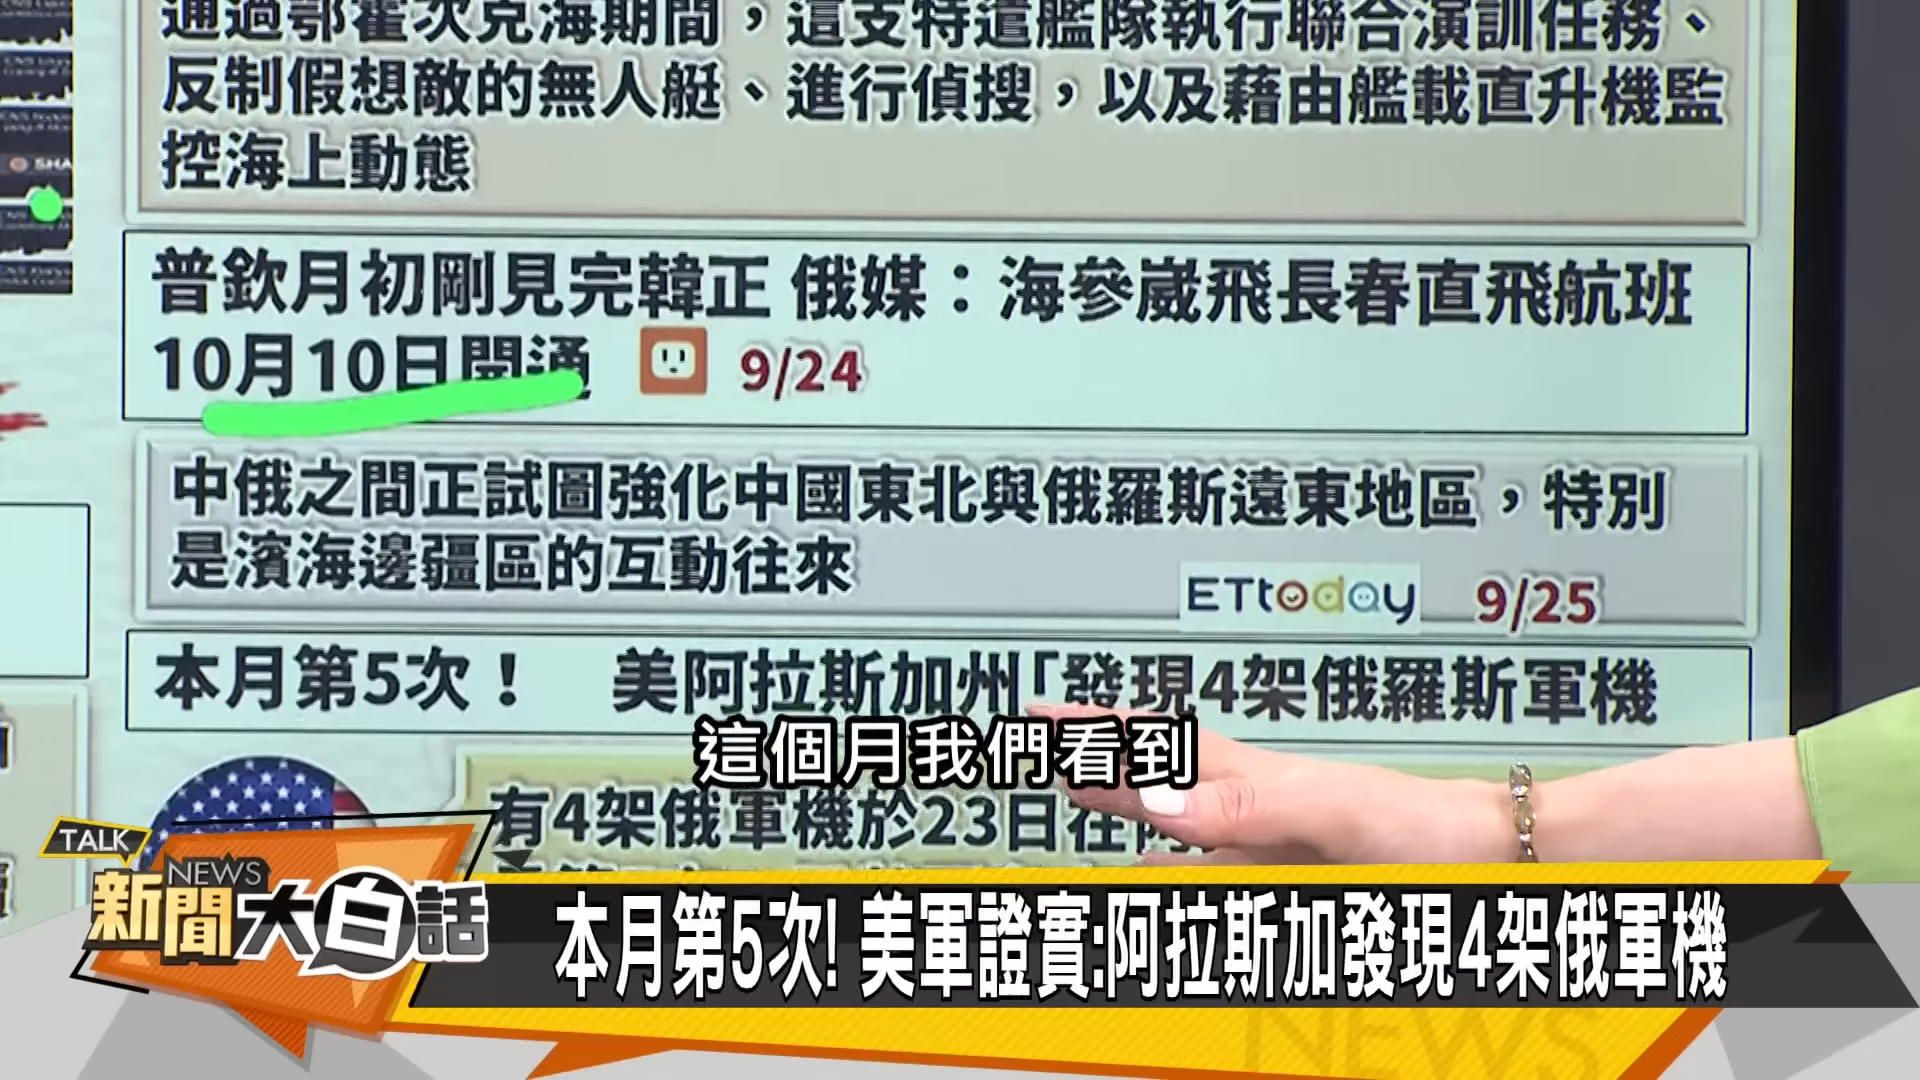 通過鄂霍次克海期間，這支特遣艦隊執行聯合演訓任務、
反制假想敵的無人艇、進行偵搜，以及藉由艦載直升機監
控海上動態
普欽月初剛見完韓正 俄媒：海參崴飛長春直飛航班
10月10日開通 9/24
中俄之間正試圖強化中國東北與俄羅斯遠東地區，特別
是濱海邊疆區的互動往來
ETtoday 9/25
本月第5次！ 美阿拉斯加州「發現4架俄羅斯軍機
這個月我們看到
有4架俄軍機於23日在阿
TALK
NEWS
新聞大白話
本月第5次! 美軍證實:阿拉斯加發現4架俄軍機
NEWS